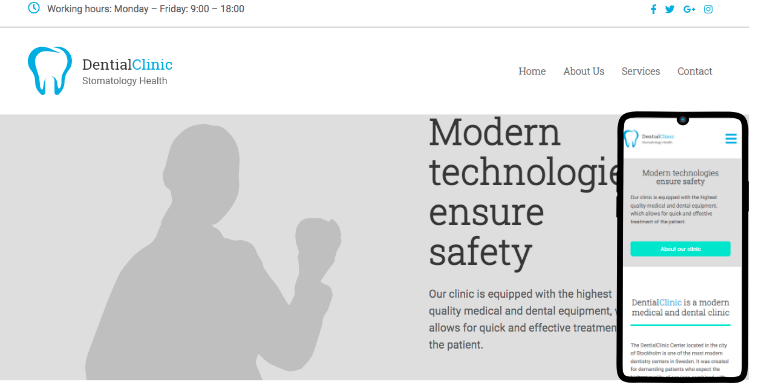 Working hours: Monday – Friday: 9:00 – 18:00
DentialClinic
Stomatology Health
Home About Us Services Contact
Modern
technologie
ensure
safety
Our clinic is equipped with the highest
quality medical and dental equipment,
allows for quick and effective treatmen
the patient.
DentialClinic
Stomatology Health
Modern technologies
ensure safety
Our clinic is equipped with the highest
quality medical and dental equipment,
which allows for quick and effective
treatment of the patient.
About our clinic
DentialClinic is a modern
medical and dental clinic
The DentalClinic Center located in the city
of Stockholm is one of the most modern
dentistry centers in Sweden. It was created
for demanding patients who expect the